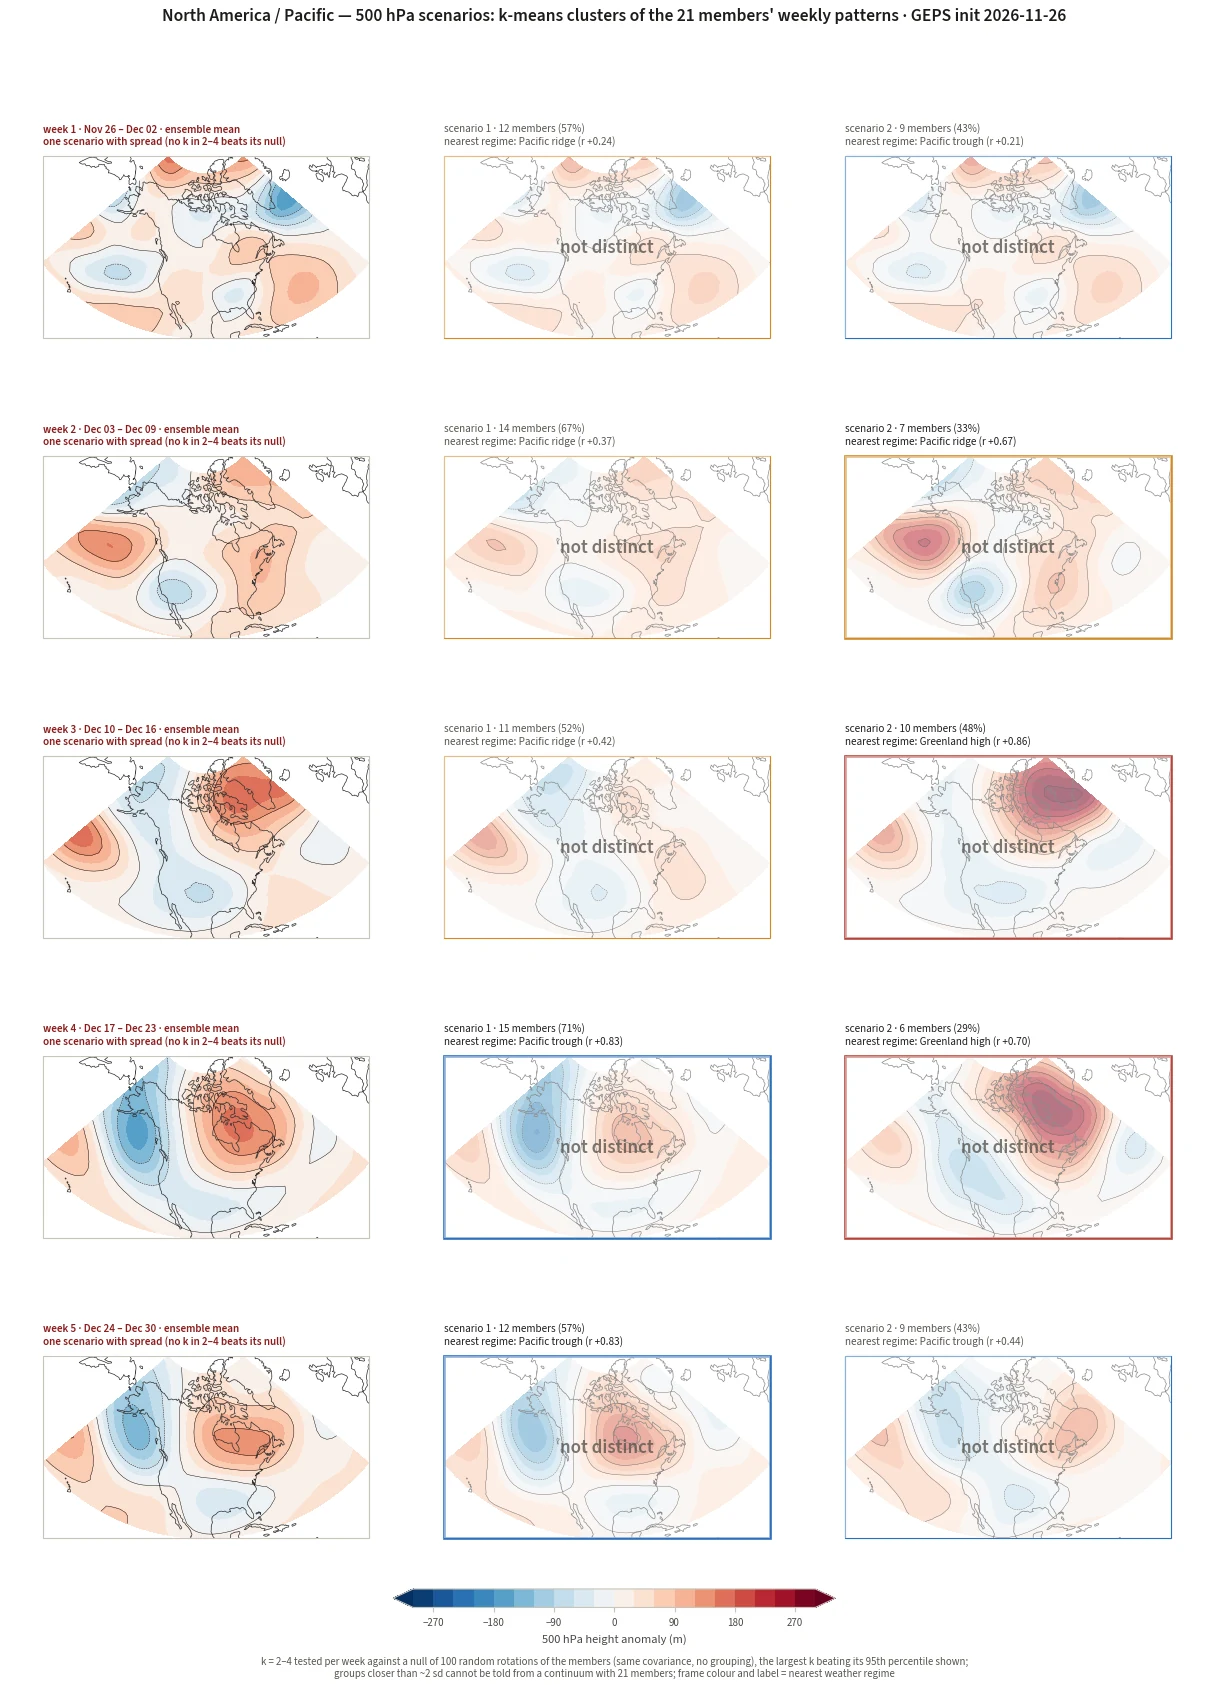 North America / Pacific — 500 hPa scenarios: k-means clusters of the 21 members' weekly patterns · GEPS init 2026-11-26
week 1 · Nov 26 – Dec 02 · ensemble mean
one scenario with spread (no k in 2–4 beats its null)
scenario 1 · 12 members (57%)
nearest regime: Pacific ridge (r +0.24)
not distinct
scenario 2 · 9 members (43%)
nearest regime: Pacific trough (r +0.21)
not distinct
week 2 · Dec 03 – Dec 09 · ensemble mean
one scenario with spread (no k in 2–4 beats its null)
scenario 1 · 14 members (67%)
nearest regime: Pacific ridge (r +0.37)
not distinct
scenario 2 · 7 members (33%)
nearest regime: Pacific ridge (r +0.67)
not distinct
week 3 · Dec 10 – Dec 16 · ensemble mean
one scenario with spread (no k in 2–4 beats its null)
scenario 1 · 11 members (52%)
nearest regime: Pacific ridge (r +0.42)
not distinct
scenario 2 · 10 members (48%)
nearest regime: Greenland high (r +0.86)
not distinct
week 4 · Dec 17 – Dec 23 · ensemble mean
one scenario with spread (no k in 2–4 beats its null)
scenario 1 · 15 members (71%)
nearest regime: Pacific trough (r +0.83)
not distinct
scenario 2 · 6 members (29%)
nearest regime: Greenland high (r +0.70)
not distinct
week 5 · Dec 24 – Dec 30 · ensemble mean
one scenario with spread (no k in 2–4 beats its null)
scenario 1 · 12 members (57%)
nearest regime: Pacific trough (r +0.83)
not distinct
scenario 2 · 9 members (43%)
nearest regime: Pacific trough (r +0.44)
not distinct
−270 −180 −90 0 90 180 270
500 hPa height anomaly (m)
k = 2–4 tested per week against a null of 100 random rotations of the members (same covariance, no grouping), the largest k beating its 95th percentile shown;
groups closer than ~2 sd cannot be told from a continuum with 21 members; frame colour and label = nearest weather regime